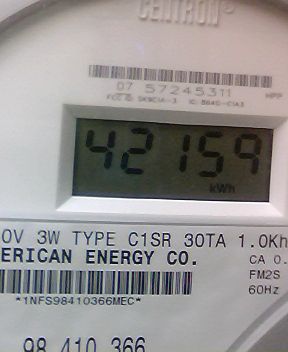 CENTRON®
07 57245311
HPP
42159
kWh
0V 3W TYPE C1SR 30TA 1.0Kh
ERICAN ENERGY CO.
CA 0.
FM2S
*1NFS98410366MEC*
60Hz
98 410 366